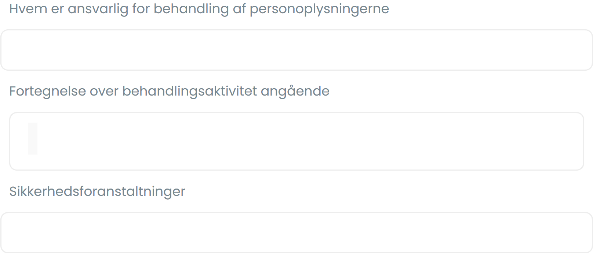 Hvem er ansvarlig for behandling af personoplysningerne
Fortegnelse over behandlingsaktivitet angående
Sikkerhedsforanstaltninger